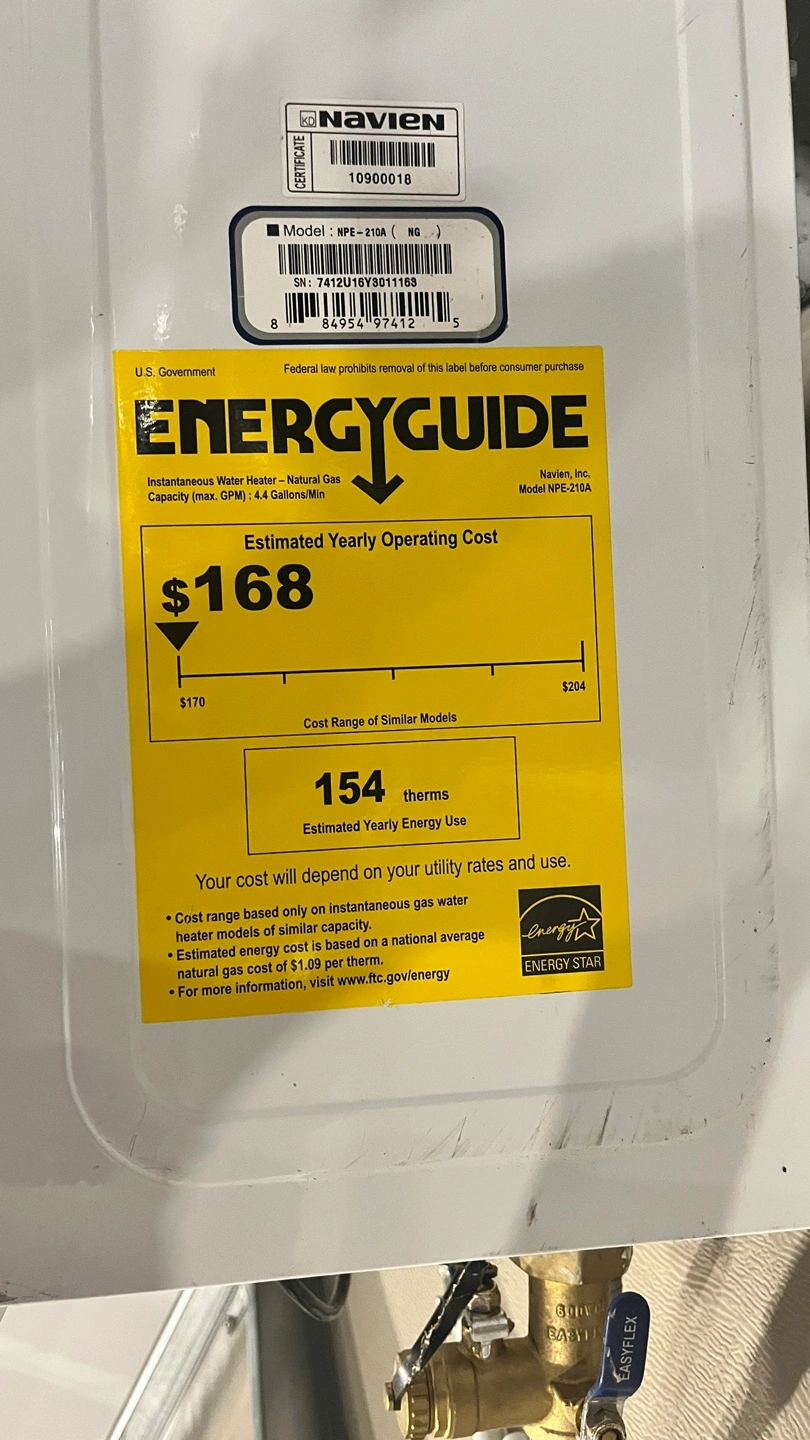 KD NAVIEN
CERTIFICATE
10900018
Model : NPE-210A ( NG )
SN: 7412U16Y3011163
8 84954 97412 5
U.S. Government
Federal law prohibits removal of this label before consumer purchase
ENERGYGUIDE
Instantaneous Water Heater – Natural Gas
Capacity (max. GPM) : 4.4 Gallons/Min
Navien, Inc.
Model NPE-210A
Estimated Yearly Operating Cost
$168
$170
$204
Cost Range of Similar Models
154 therms
Estimated Yearly Energy Use
Your cost will depend on your utility rates and use.
• Cost range based only on instantaneous gas water
heater models of similar capacity.
• Estimated energy cost is based on a national average
natural gas cost of $1.09 per therm.
• For more information, visit www.ftc.gov/energy
energy
ENERGY STAR
EASYFLEX